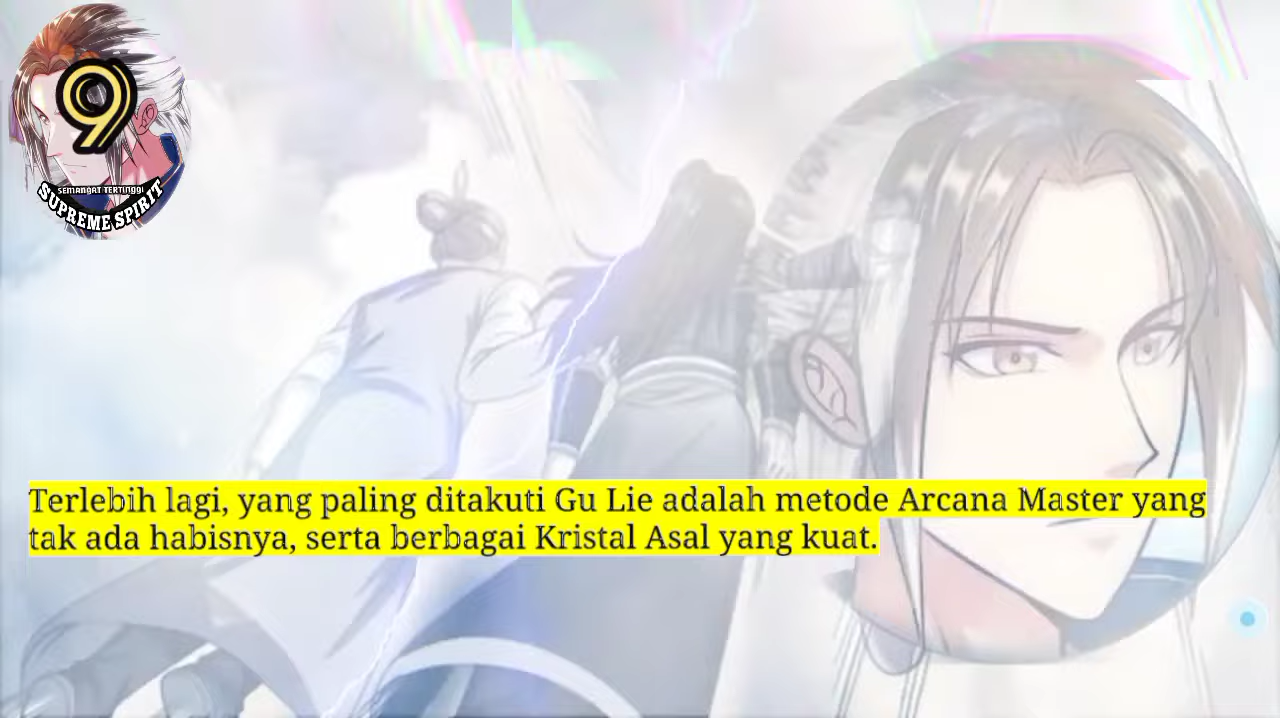 9
SEMANGAT TERTINGGI
SUPREME SPIRIT
Terlebih lagi, yang paling ditakuti Gu Lie adalah metode Arcana Master yang
tak ada habisnya, serta berbagai Kristal Asal yang kuat.